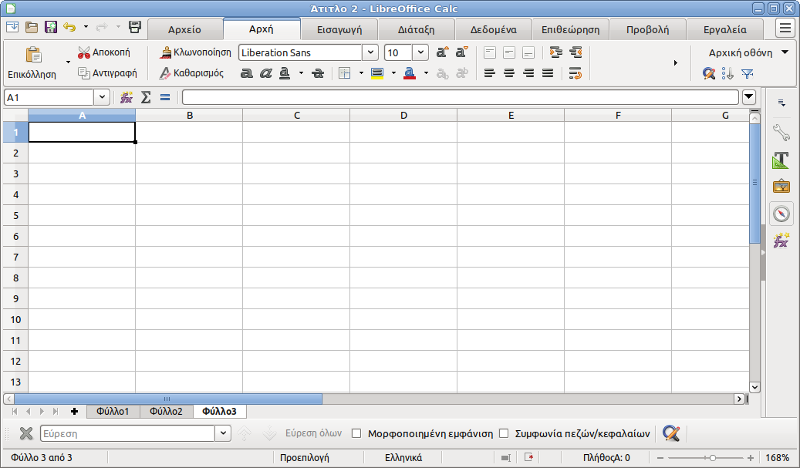 Ατιτλο 2 - LibreOffice Calc
Αρχείο Αρχή Εισαγωγή Διάταξη Δεδομένα Επιθεώρηση Προβολή Εργαλεία
Επικόλληση Αποκοπή Αντιγραφή Κλωνοποίηση Καθαρισμός Liberation Sans 10 Αρχική οθόνη
A1
A B C D E F G
1
2
3
4
5
6
7
8
9
10
11
12
13
Φύλλο1 Φύλλο2 Φύλλο3
Εύρεση Εύρεση όλων Μορφοποιημένη εμφάνιση Συμφωνία πεζών/κεφαλαίων
Φύλλο 3 από 3 Προεπιλογή Ελληνικά ΠλήθοςA: 0 168%